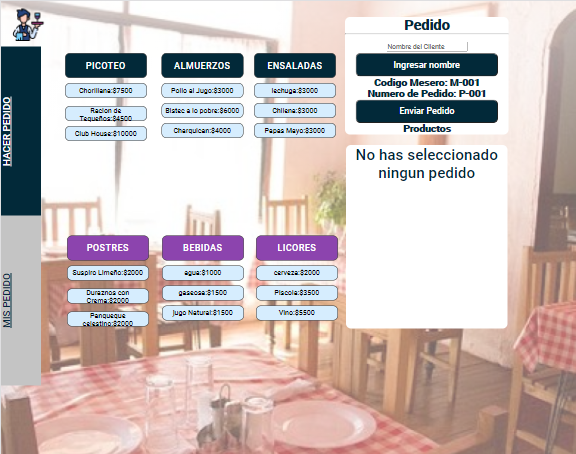 HACER PEDIDO
MIS PEDIDO
PICOTEO
Chorillana:$7500
Racion de
Tequeños:$4500
Club House:$10000
ALMUERZOS
Pollo al Jugo:$3000
Bistec a lo pobre:$6000
Charquican:$4000
ENSALADAS
lechuga:$3000
Chilena:$3000
Papas Mayo:$3000
POSTRES
Suspiro Limeño:$2000
Duraznos con
Crema:$2000
Panqueque
celestino:$2000
BEBIDAS
agua:$1000
gaseosa:$1500
Jugo Natural:$1500
LICORES
cerveza:$2000
Piscola:$3500
Vino:$5500
Pedido
Nombre del Cliente
Ingresar nombre
Codigo Mesero: M-001
Numero de Pedido: P-001
Enviar Pedido
Productos
No has seleccionado
ningun pedido